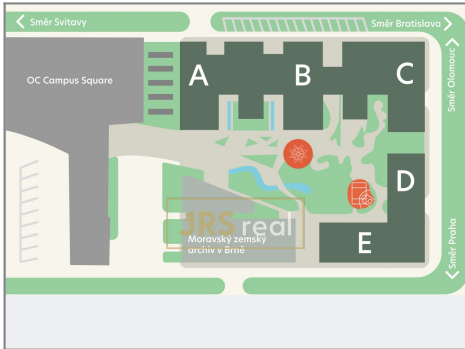 Směr Svitavy
Směr Bratislava
OC Campus Square
A
B
C
Směr Olomouc
D
JRS real
Moravský zemský
archiv v Brně
E
Směr Praha